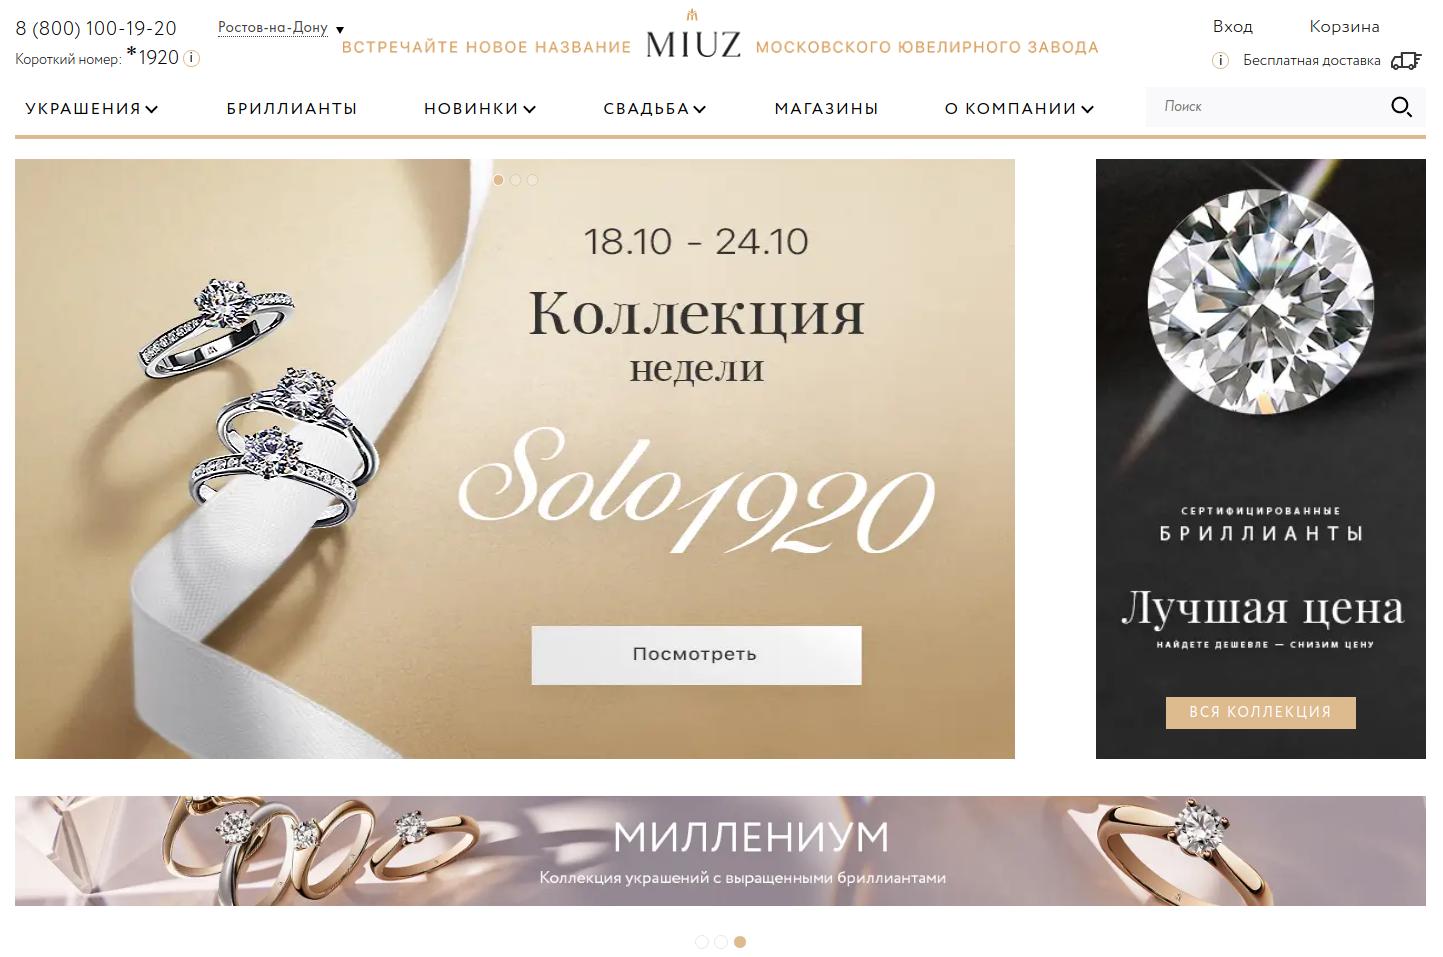 8 (800) 100-19-20
Ростов-на-Дону
Короткий номер: *1920
i
ВСТРЕЧАЙТЕ НОВОЕ НАЗВАНИЕ MIUZ МОСКОВСКОГО ЮВЕЛИРНОГО ЗАВОДА
Вход
Корзина
i
Бесплатная доставка
УКРАШЕНИЯ
БРИЛЛИАНТЫ
НОВИНКИ
СВАДЬБА
МАГАЗИНЫ
О КОМПАНИИ
Поиск
18.10 - 24.10
Коллекция
недели
Solo1920
Посмотреть
СЕРТИФИЦИРОВАННЫЕ
БРИЛЛИАНТЫ
Лучшая цена
НАЙДЕТЕ ДЕШЕВЛЕ — СНИЗИМ ЦЕНУ
ВСЯ КОЛЛЕКЦИЯ
МИЛЛЕНИУМ
Коллекция украшений с выращенными бриллиантами